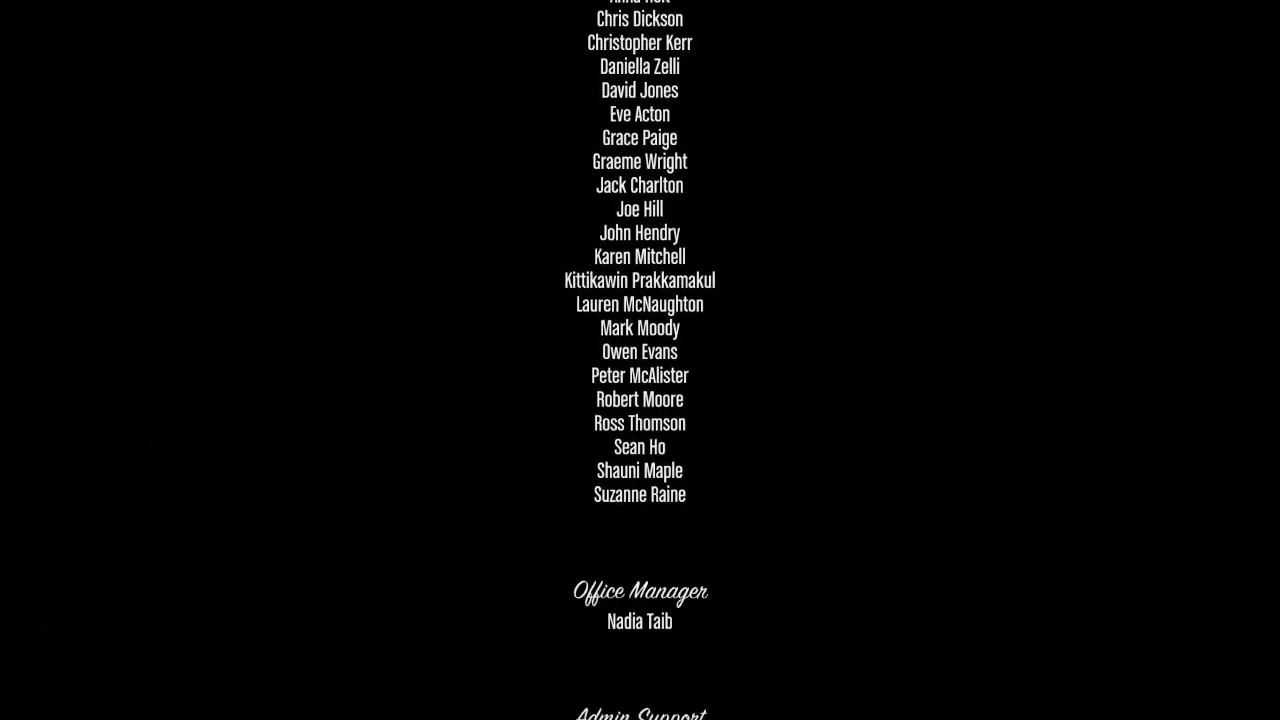 Chris Dickson
Christopher Kerr
Daniella Zelli
David Jones
Eve Acton
Grace Paige
Graeme Wright
Jack Charlton
Joe Hill
John Hendry
Karen Mitchell
Kittikawin Prakkamakul
Lauren McNaughton
Mark Moody
Owen Evans
Peter McAlister
Robert Moore
Ross Thomson
Sean Ho
Shauni Maple
Suzanne Raine
Office Manager
Nadia Taib
Admin Support